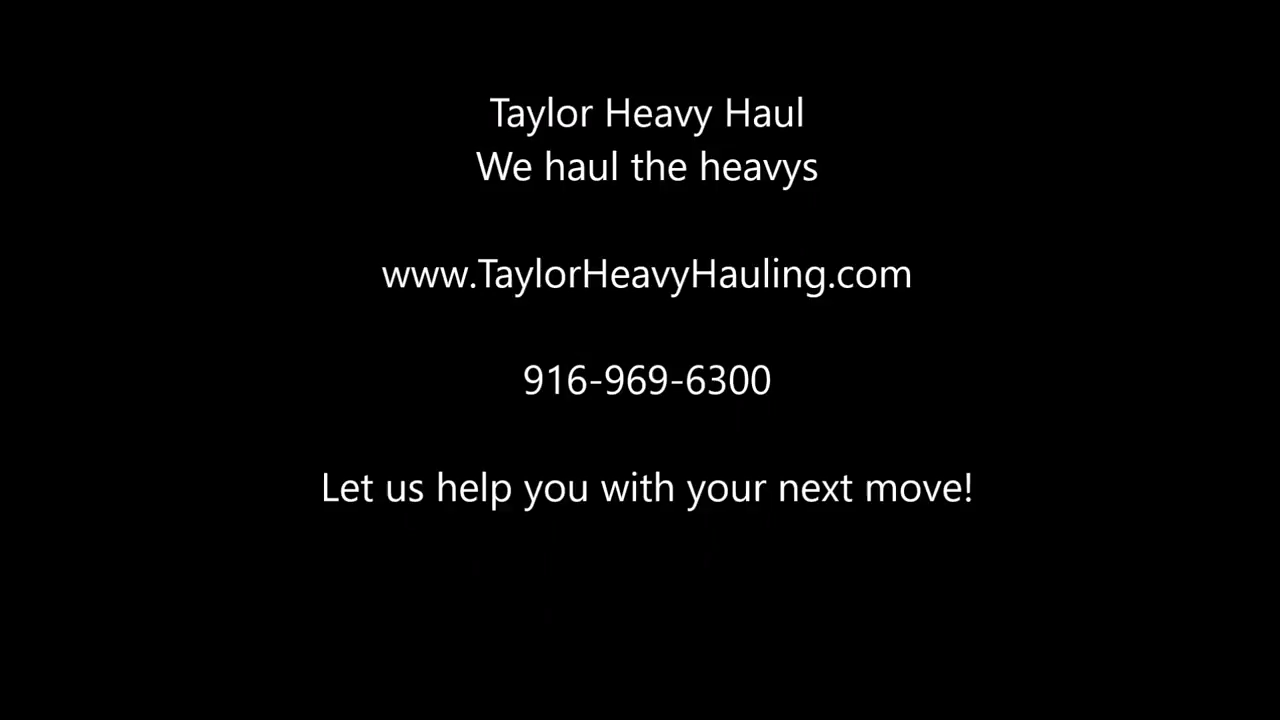 Taylor Heavy Haul
We haul the heavys
www.TaylorHeavyHauling.com
916-969-6300
Let us help you with your next move!